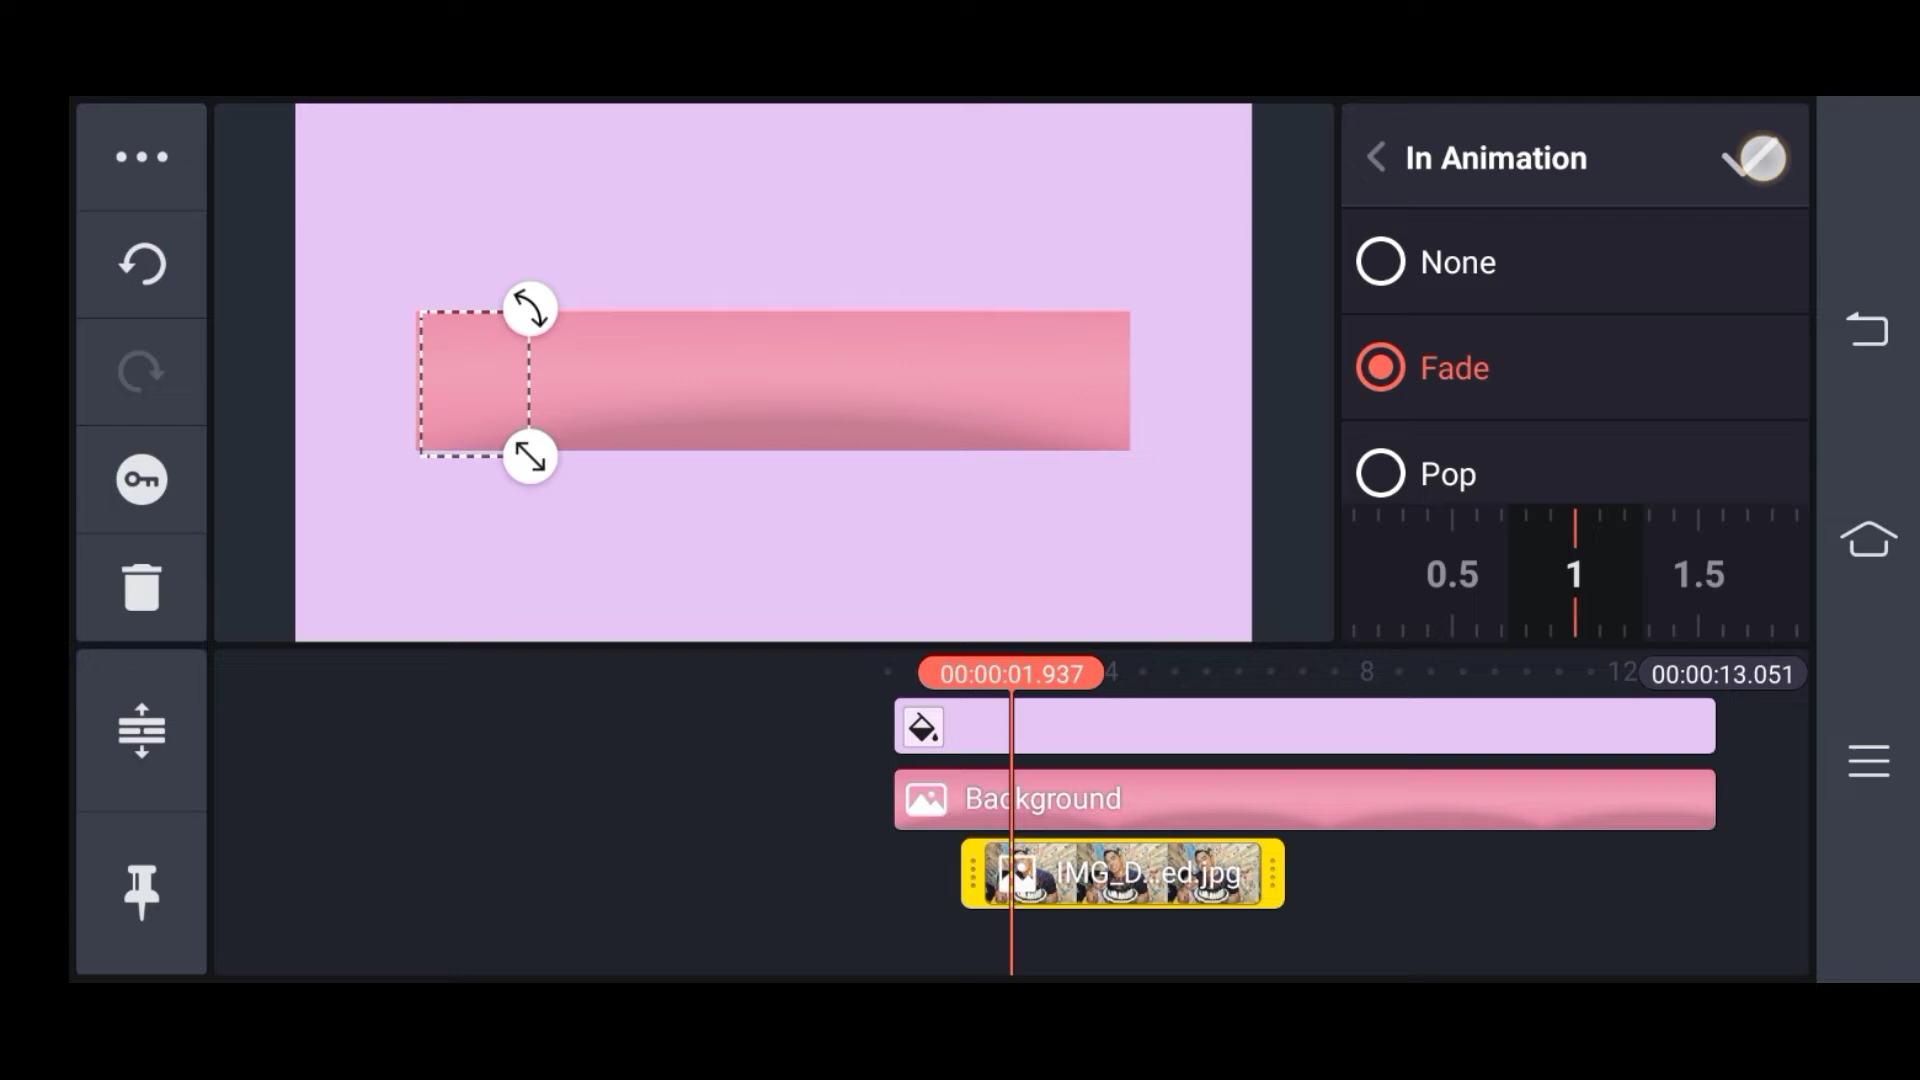 In Animation
None
Fade
Pop
0.5 1 1.5
00:00:01.937 4 8 12 00:00:13.051
Background
IMG_D...ed.jpg